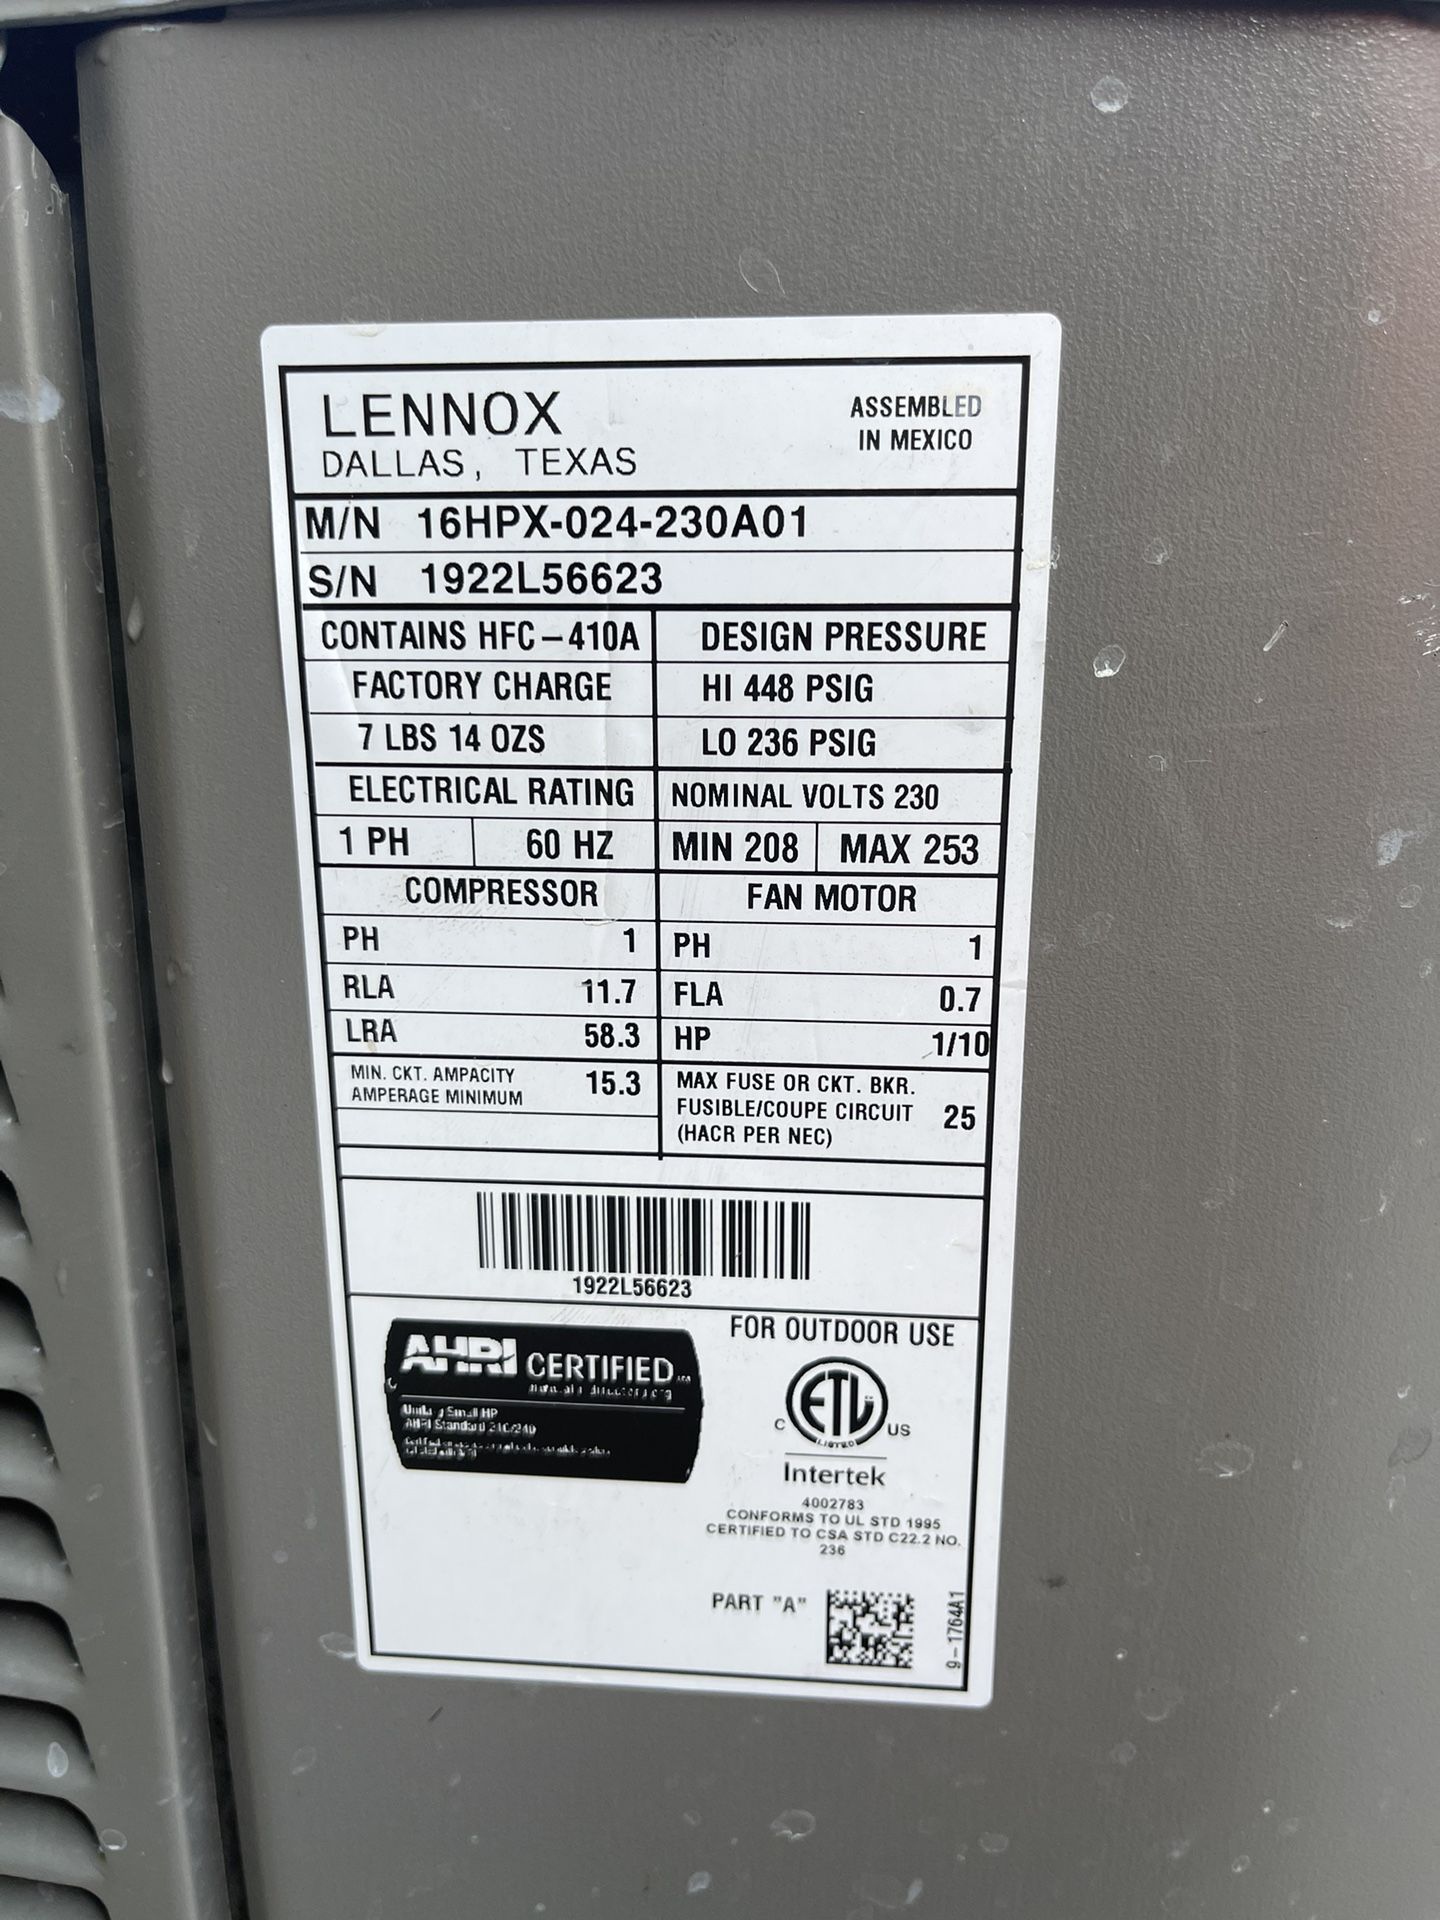 LENNOX
DALLAS, TEXAS
ASSEMBLED
IN MEXICO
M/N 16HPX-024-230A01
S/N 1922L56623
CONTAINS HFC-410A
DESIGN PRESSURE
FACTORY CHARGE
HI 448 PSIG
7 LBS 14 OZS
LO 236 PSIG
ELECTRICAL RATING
NOMINAL VOLTS 230
1 PH
60 HZ
MIN 208
MAX 253
COMPRESSOR
FAN MOTOR
PH 1
PH 1
RLA 11.7
FLA 0.7
LRA 58.3
HP 1/10
MIN. CKT. AMPACITY
AMPERAGE MINIMUM
15.3
MAX FUSE OR CKT. BKR.
FUSIBLE/COUPE CIRCUIT
(HACR PER NEC)
25
1922L56623
AHRI CERTIFIED
Small HP
AHRI Standard
FOR OUTDOOR USE
C ETL US
LISTED
Intertek
4002783
CONFORMS TO UL STD 1995
CERTIFIED TO CSA STD C22.2 NO.
236
PART "A"
9-1764A1